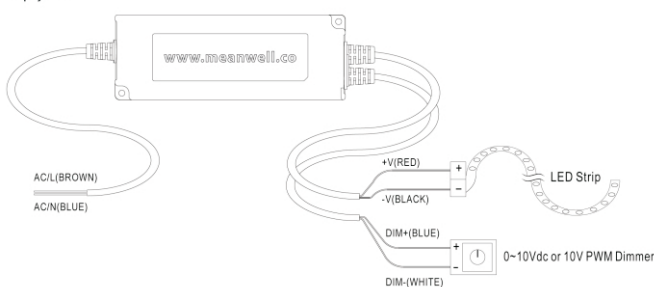 www.meanwell.co
AC/L(BROWN)
AC/N(BLUE)
+V(RED)
+
-V(BLACK)
−
LED Strip
DIM+(BLUE)
+
0~10Vdc or 10V PWM Dimmer
−
DIM-(WHITE)